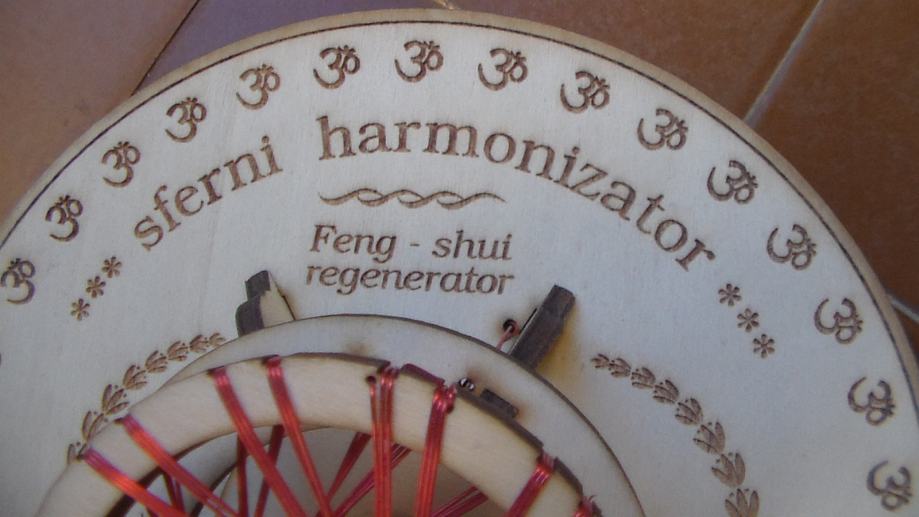 ॐ ॐ ॐ ॐ ॐ ॐ ॐ ॐ ॐ ॐ ॐ ॐ ॐ ॐ
*** sferni harmonizator ***
Feng - shui
regenerator